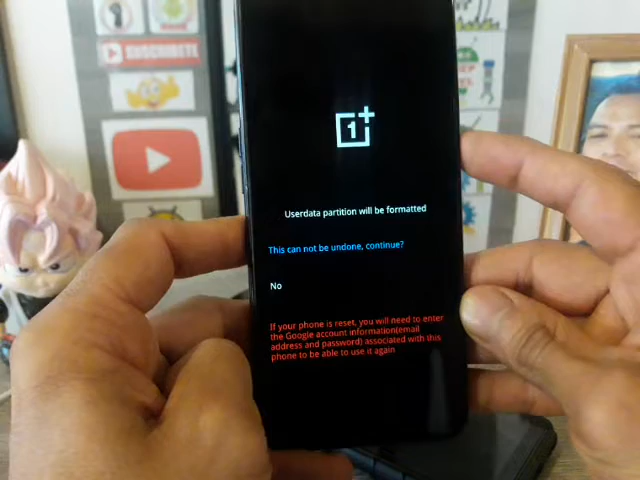 SUSCRIBETE
1+
Userdata partition will be formatted
This can not be undone, continue?
No
If your phone is reset, you will need to enter
the Google account information(email
address and password) associated with this
phone to be able to use it again